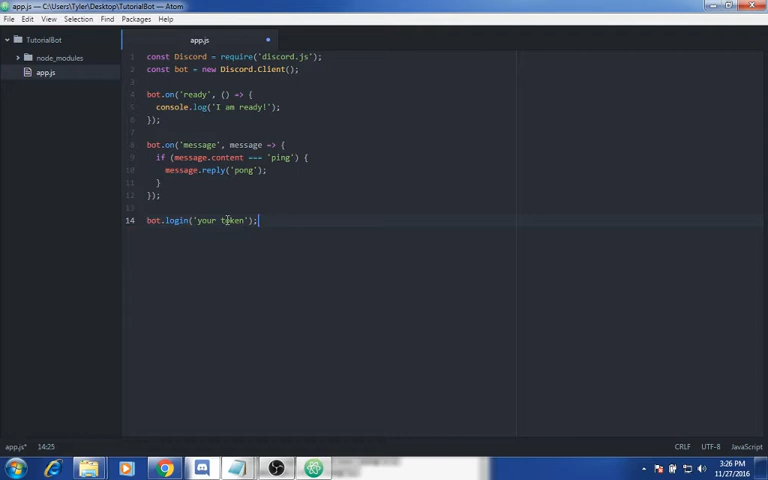 app.js — C:\Users\Tyler\Desktop\TutorialBot — Atom
File Edit View Selection Find Packages Help
TutorialBot
node_modules
app.js
app.js
1 const Discord = require('discord.js');
2 const bot = new Discord.Client();
3
4 bot.on('ready', () => {
5 console.log('I am ready!');
6 });
7
8 bot.on('message', message => {
9 if (message.content === 'ping') {
10 message.reply('pong');
11 }
12 });
13
14 bot.login('your token');
app.js* 14:25 CRLF UTF-8 JavaScript
3:26 PM
11/27/2016